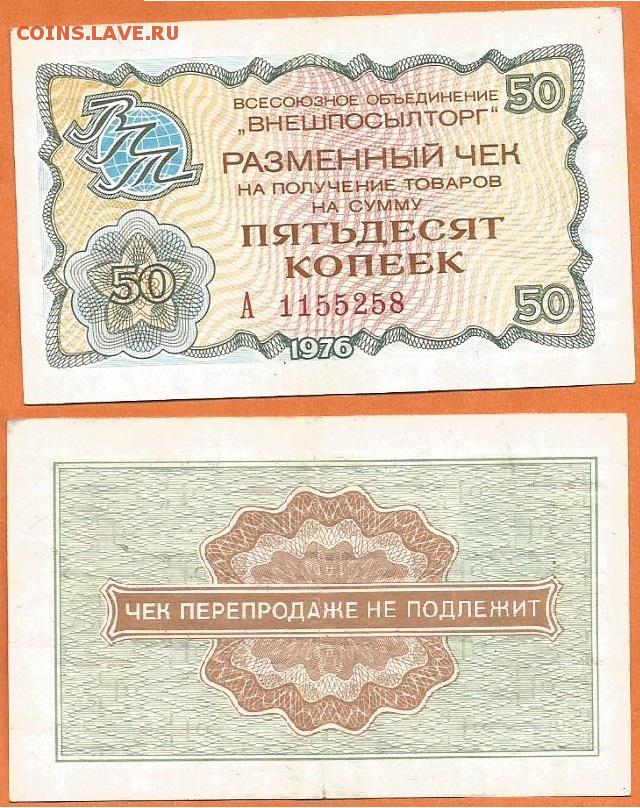 COINS.LAVE.RU
ВСЕСОЮЗНОЕ ОБЪЕДИНЕНИЕ
„ВНЕШПОСЫЛТОРГ"
50
РАЗМЕННЫЙ ЧЕК
НА ПОЛУЧЕНИЕ ТОВАРОВ
НА СУММУ
ПЯТЬДЕСЯТ
КОПЕЕК
ВПТ
50
А 1155258
50
1976
ЧЕК ПЕРЕПРОДАЖЕ НЕ ПОДЛЕЖИТ